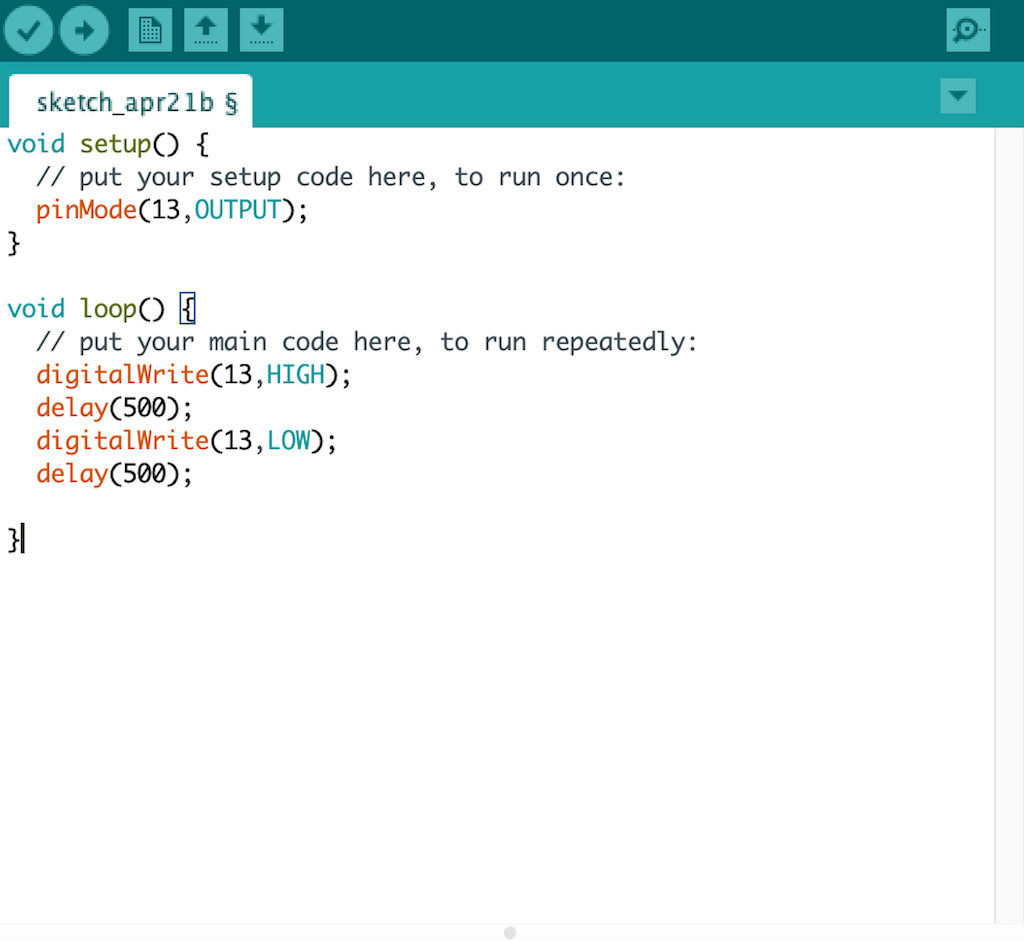 sketch_apr21b §
void setup() {
  // put your setup code here, to run once:
  pinMode(13,OUTPUT);
}

void loop() {
  // put your main code here, to run repeatedly:
  digitalWrite(13,HIGH);
  delay(500);
  digitalWrite(13,LOW);
  delay(500);

}